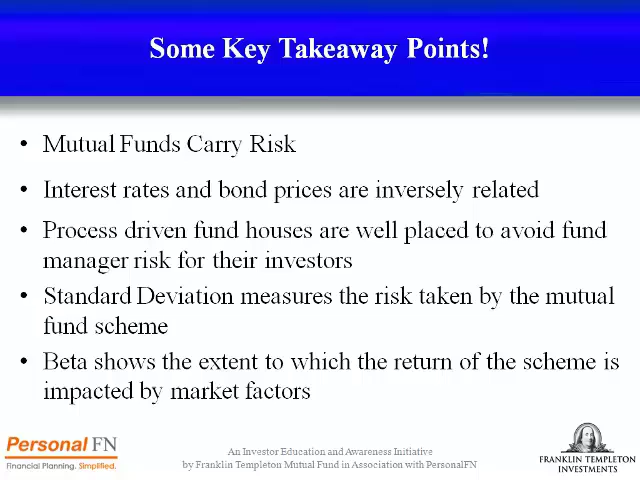 Some Key Takeaway Points!
• Mutual Funds Carry Risk
• Interest rates and bond prices are inversely related
• Process driven fund houses are well placed to avoid fund
manager risk for their investors
• Standard Deviation measures the risk taken by the mutual
fund scheme
• Beta shows the extent to which the return of the scheme is
impacted by market factors
Personal FN
Financial Planning. Simplified.
An Investor Education and Awareness Initiative
by Franklin Templeton Mutual Fund in Association with PersonalFN
FRANKLIN TEMPLETON
INVESTMENTS